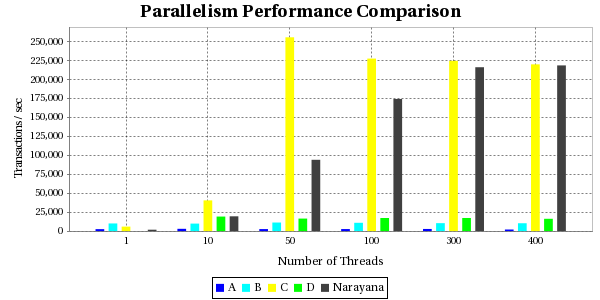 Parallelism Performance Comparison
Transactions / sec
250,000
225,000
200,000
175,000
150,000
125,000
100,000
75,000
50,000
25,000
0
1 10 50 100 300 400
Number of Threads
A B C D Narayana